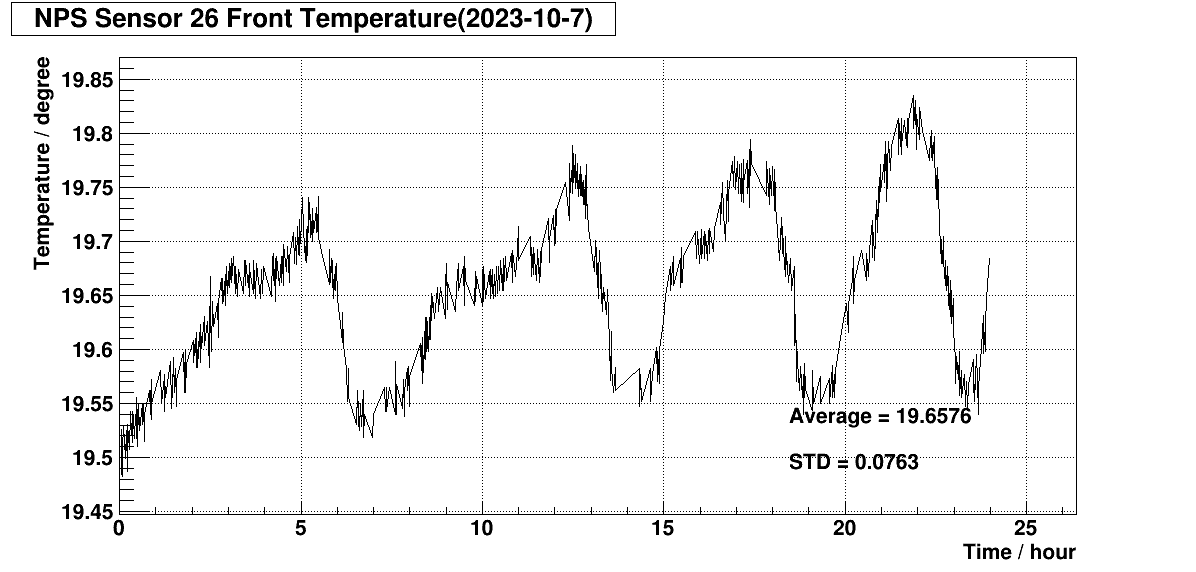 NPS Sensor 26 Front Temperature(2023-10-7)
Temperature / degree
19.85
19.8
19.75
19.7
19.65
19.6
19.55
19.5
19.45
Average = 19.6576
STD = 0.0763
0 5 10 15 20 25
Time / hour